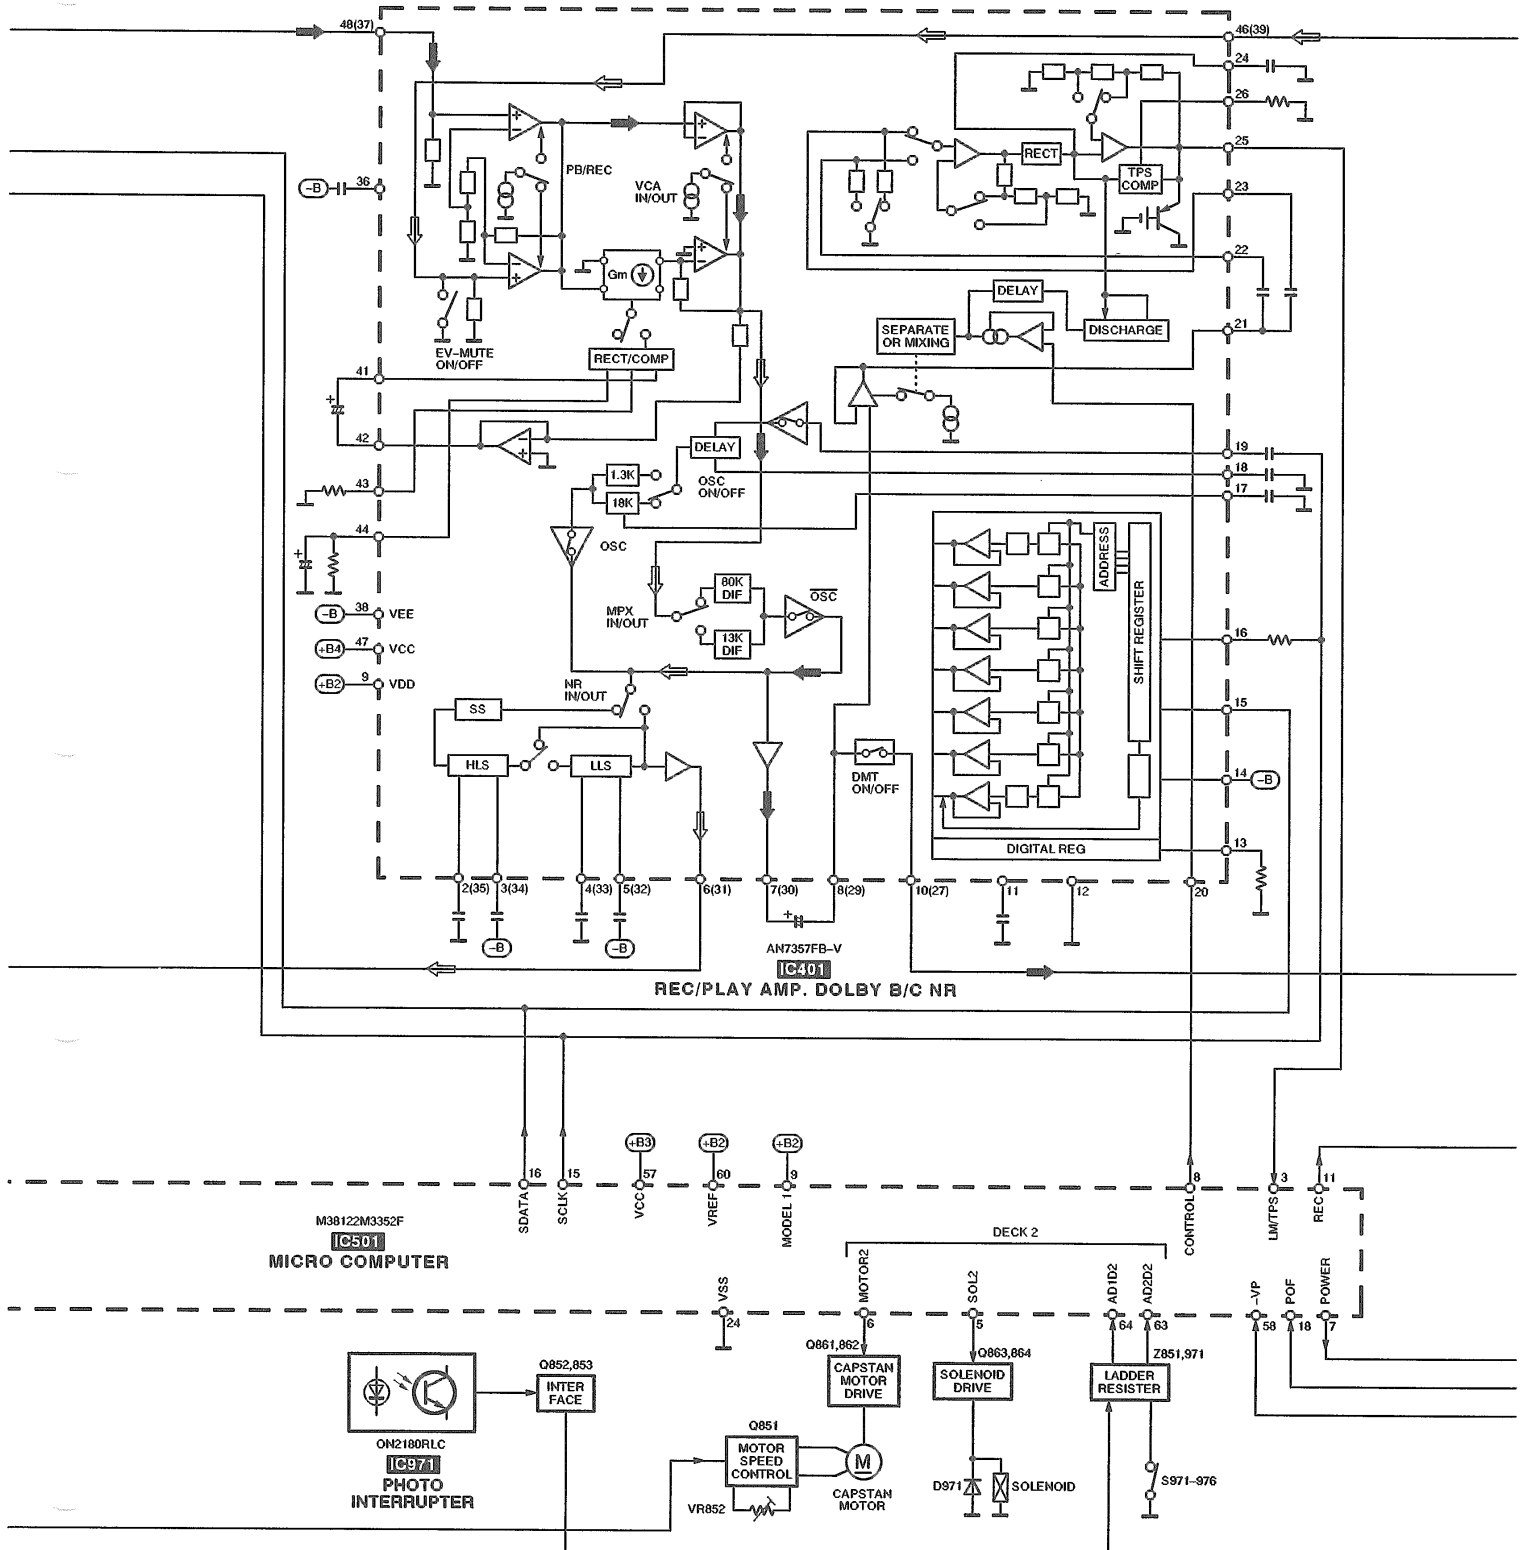 48(37)
46(39)
24
26
25
23
22
21
19
18
17
16
15
14
-B
13
-B
36
PB/REC
VCA
IN/OUT
+
-
+
-
+
+
-
+
-
Gm
RECT
TPS
COMP
DELAY
DISCHARGE
SEPARATE
OR MIXING
EV-MUTE
ON/OFF
RECT/COMP
41
+
42
-
+
43
44
+
DELAY
OSC
ON/OFF
1.3K
18K
OSC
-B
38
VEE
+B4
47
VCC
+B2
9
VDD
MPX
IN/OUT
80K
DIF
13K
DIF
OSC
NR
IN/OUT
SS
HLS
LLS
DMT
ON/OFF
ADDRESS
SHIFT REGISTER
DIGITAL REG
2(35)
3(34)
4(33)
5(32)
6(31)
7(30)
8(29)
10(27)
11
12
20
-B
-B
+
AN7357FB-V
IC401
REC/PLAY AMP. DOLBY B/C NR
+B3
+B2
+B2
16
15
57
60
9
8
3
11
SDATA
SCLK
VCC
VREF
MODEL 1
CONTROL
LM/TPS
REC
M38122M3352F
IC501
MICRO COMPUTER
DECK 2
VSS
MOTOR2
SOL2
AD1D2
AD2D2
-VP
POF
POWER
24
6
5
64
63
58
18
7
Q852,853
INTER
FACE
ON2180RLC
IC971
PHOTO
INTERRUPTER
Q861,862
CAPSTAN
MOTOR
DRIVE
Q863,864
SOLENOID
DRIVE
Z851,971
LADDER
RESISTER
Q851
MOTOR
SPEED
CONTROL
VR852
M
CAPSTAN
MOTOR
D971
SOLENOID
S971-976